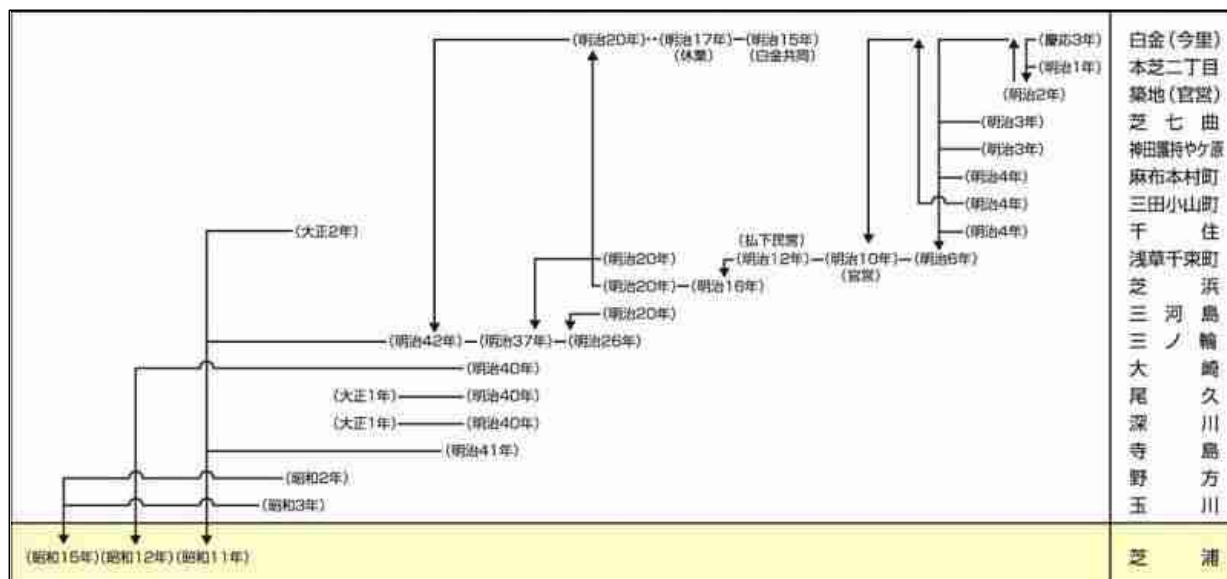 (明治20年)‥(明治17年)─(明治15年) (慶応3年) 白金(今里)
(休業) (白金共同)
(明治1年) 本芝二丁目
(明治2年) 築地(官営)
(明治3年) 芝七曲
(明治3年)
(明治4年) 麻布本村町
(明治4年) 三田小山町
(大正2年) (明治4年) 千住
(払下民営)
(明治20年) (明治12年)─(明治10年)─(明治6年) 浅草千束町
(官営)
(明治20年)─(明治16年) 芝浜
(明治20年) 三河島
(明治42年)─(明治37年)─(明治26年) 三ノ輪
(明治40年) 大崎
(大正1年) (明治40年) 尾久
(大正1年) (明治40年) 深川
(明治41年) 寺島
(昭和2年) 野方
(昭和3年) 玉川
(昭和15年)(昭和12年)(昭和11年) 芝浦